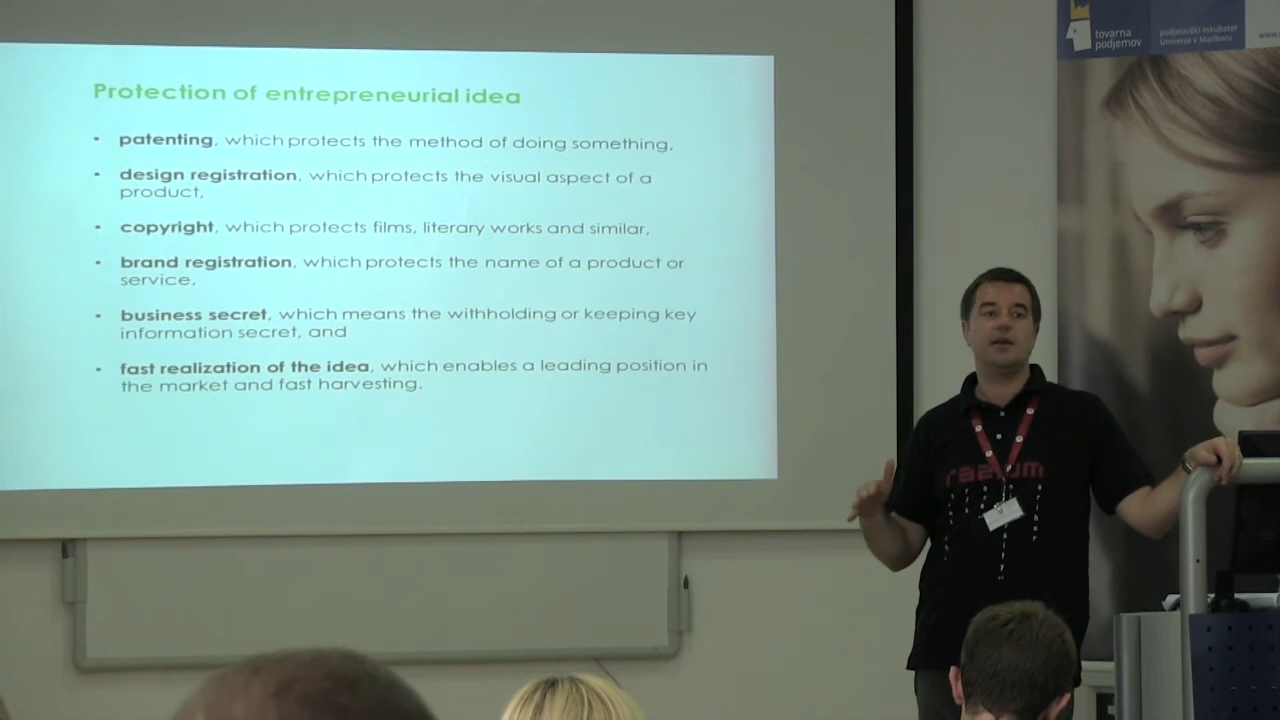 Protection of entrepreneurial idea
• patenting, which protects the method of doing something,
• design registration, which protects the visual aspect of a
product,
• copyright, which protects films, literary works and similar,
• brand registration, which protects the name of a product or
service,
• business secret, which means the withholding or keeping key
information secret, and
• fast realization of the idea, which enables a leading position in
the market and fast harvesting.
tovarna
podjemov
podjetniški inkubator
Univerze v Mariboru
www.